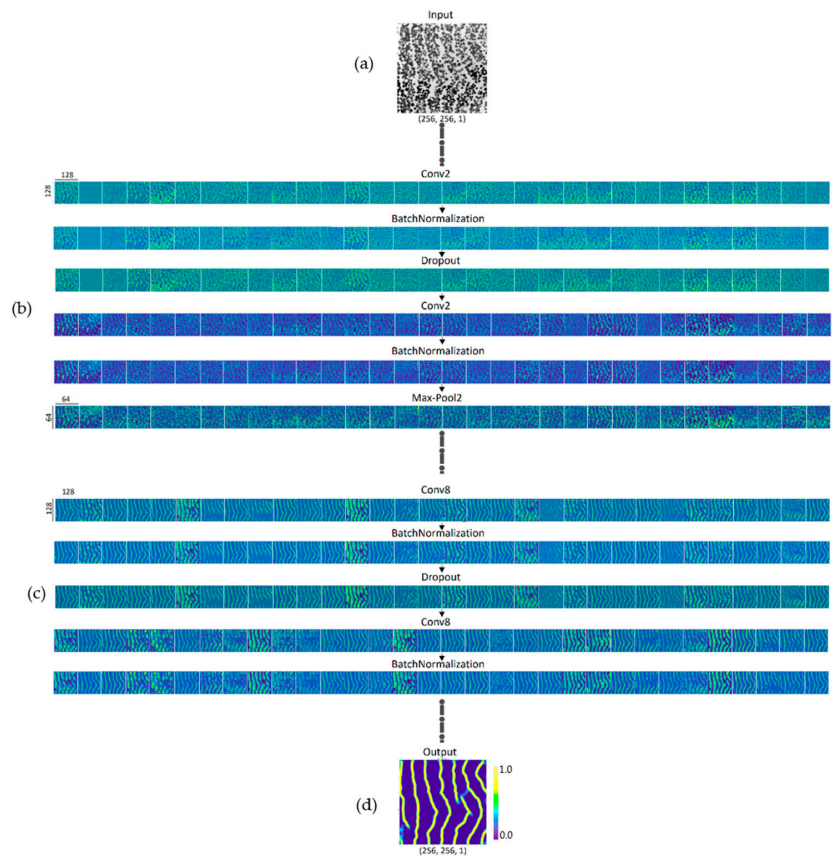 Input
(a)
(256, 256, 1)
128
Conv2
128
BatchNormalization
Dropout
(b)
Conv2
BatchNormalization
64
Max-Pool2
64
128
Conv8
128
BatchNormalization
(c)
Dropout
Conv8
BatchNormalization
Output
1.0
(d)
0.0
(256, 256, 1)